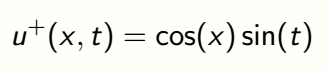 u⁺(x, t) = cos(x) sin(t)